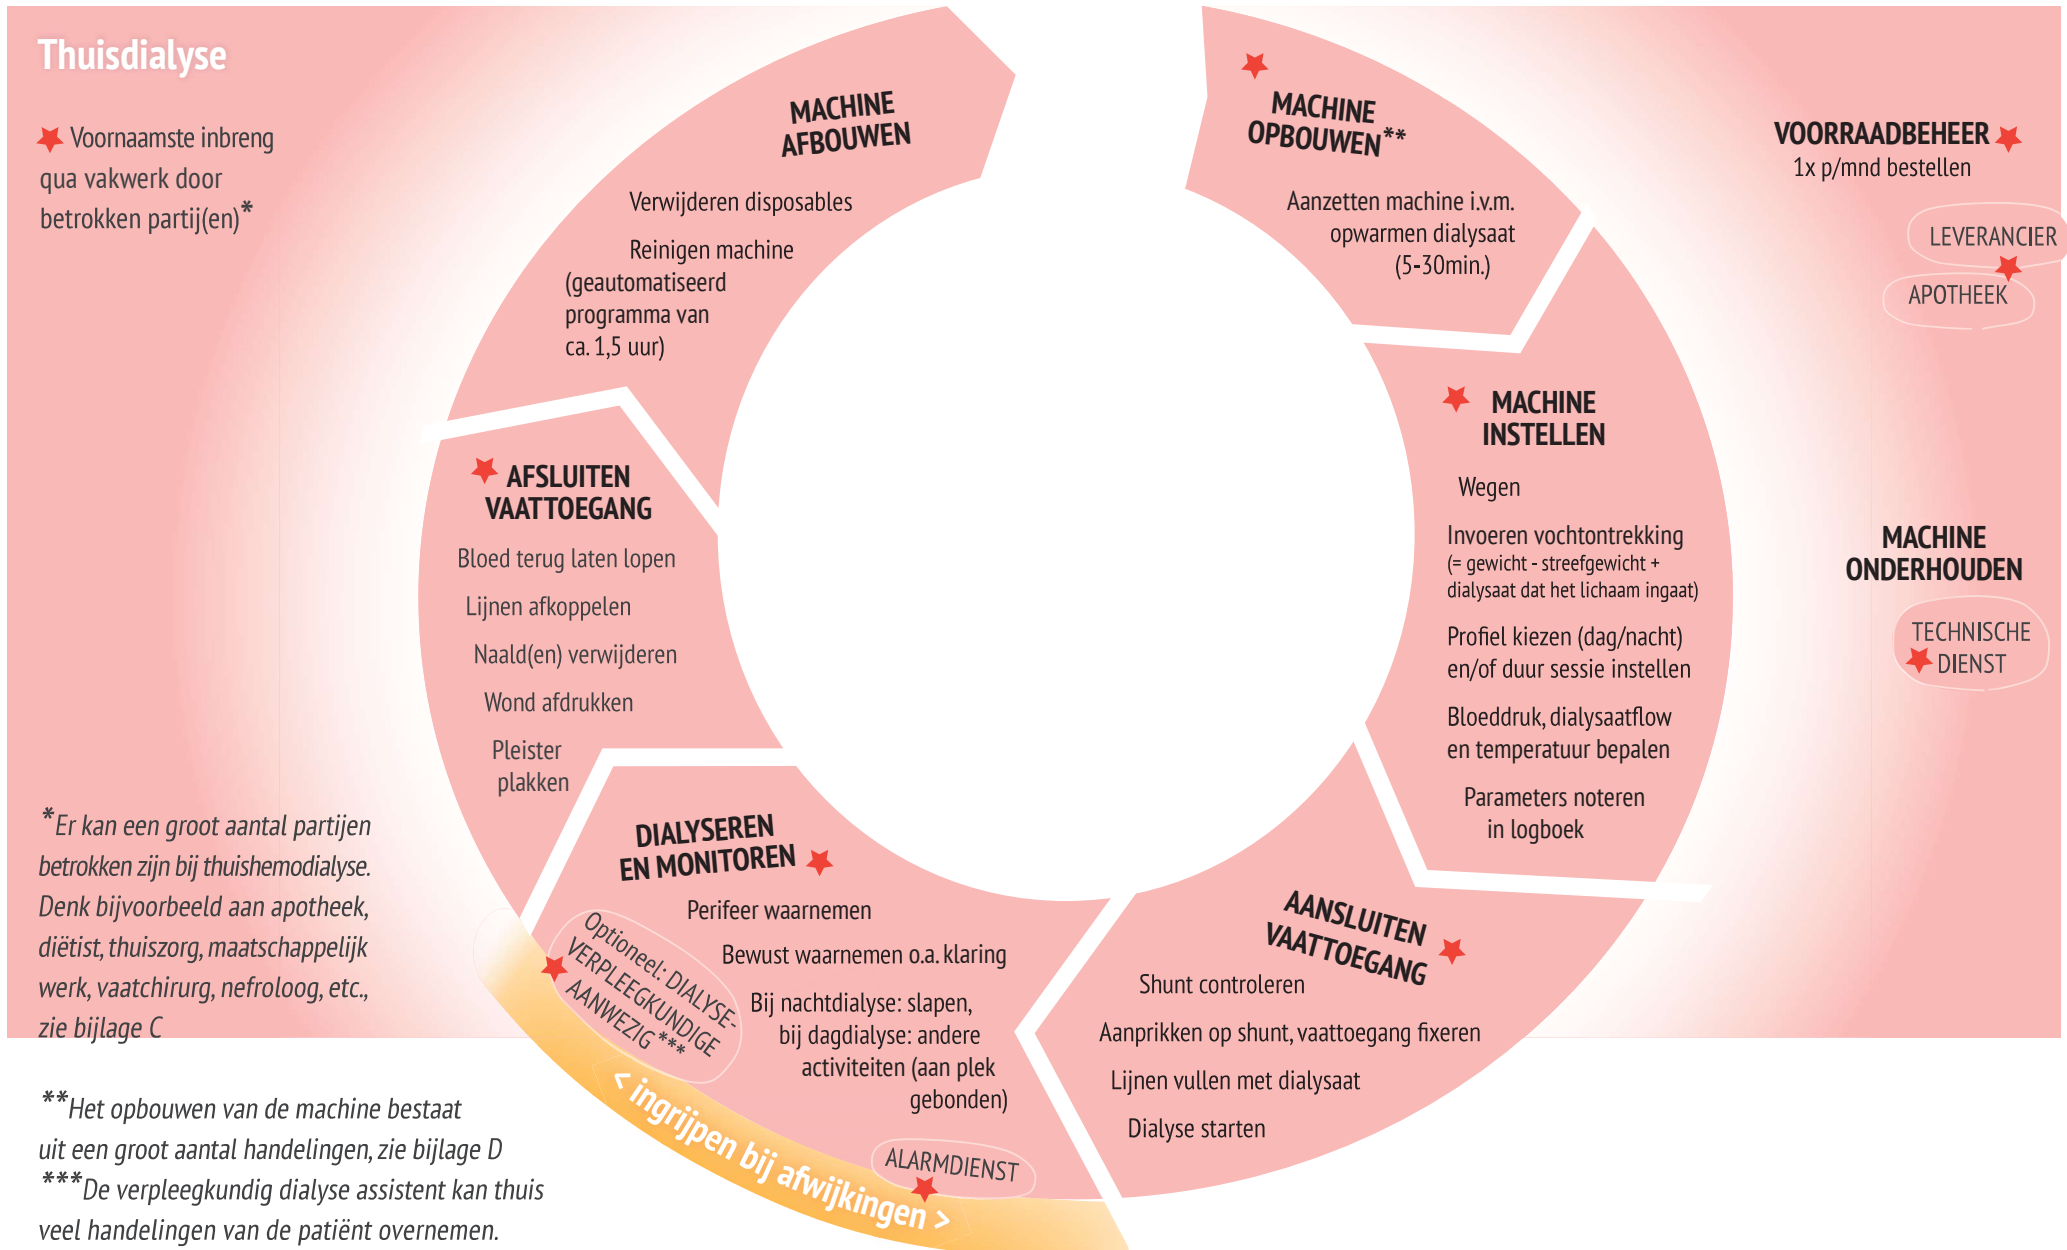 Thuisdialyse
Voornaamste inbreng
qua vakwerk door
betrokken partij(en)*
MACHINE
OPBOUWEN**
Aanzetten machine i.v.m.
opwarmen dialysaat
(5-30min.)
MACHINE
INSTELLEN
Wegen
Invoeren vochtontrekking
(= gewicht - streefgewicht +
dialysaat dat het lichaam ingaat)
Profiel kiezen (dag/nacht)
en/of duur sessie instellen
Bloeddruk, dialysaatflow
en temperatuur bepalen
Parameters noteren
in logboek
AANSLUITEN
VAATTOEGANG
Shunt controleren
Aanprikken op shunt, vaattoegang fixeren
Lijnen vullen met dialysaat
Dialyse starten
DIALYSEREN
EN MONITOREN
Perifeer waarnemen
Bewust waarnemen o.a. klaring
Bij nachtdialyse: slapen,
bij dagdialyse: andere
activiteiten (aan plek
gebonden)
Optioneel: DIALYSE-
VERPLEEGKUNDIGE
AANWEZIG ***
ALARMDIENST
< ingrijpen bij afwijkingen >
AFSLUITEN
VAATTOEGANG
Bloed terug laten lopen
Lijnen afkoppelen
Naald(en) verwijderen
Wond afdrukken
Pleister
plakken
MACHINE
AFBOUWEN
Verwijderen disposables
Reinigen machine
(geautomatiseerd
programma van
ca. 1,5 uur)
VOORRAADBEHEER
1x p/mnd bestellen
LEVERANCIER
APOTHEEK
MACHINE
ONDERHOUDEN
TECHNISCHE
DIENST
*Er kan een groot aantal partijen
betrokken zijn bij thuishemodialyse.
Denk bijvoorbeeld aan apotheek,
diëtist, thuiszorg, maatschappelijk
werk, vaatchirurg, nefroloog, etc.,
zie bijlage C
**Het opbouwen van de machine bestaat
uit een groot aantal handelingen, zie bijlage D
***De verpleegkundig dialyse assistent kan thuis
veel handelingen van de patiënt overnemen.